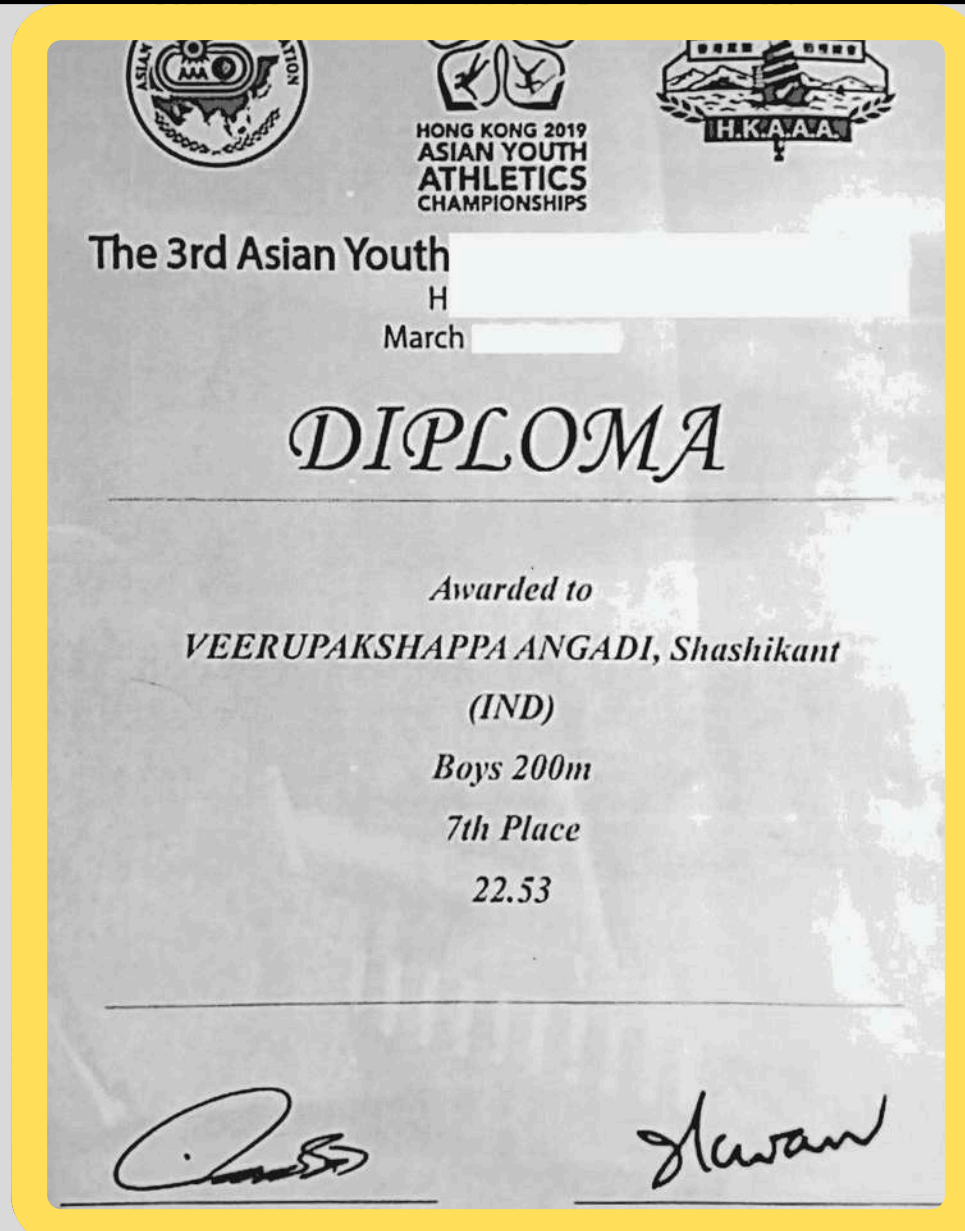 ASIAN
ATION
AAA
HONG KONG 2019
ASIAN YOUTH
ATHLETICS
CHAMPIONSHIPS
H.K.A.A.A.
The 3rd Asian Youth
H
March
DIPLOMA
Awarded to
VEERUPAKSHAPPA ANGADI, Shashikant
(IND)
Boys 200m
7th Place
22.53